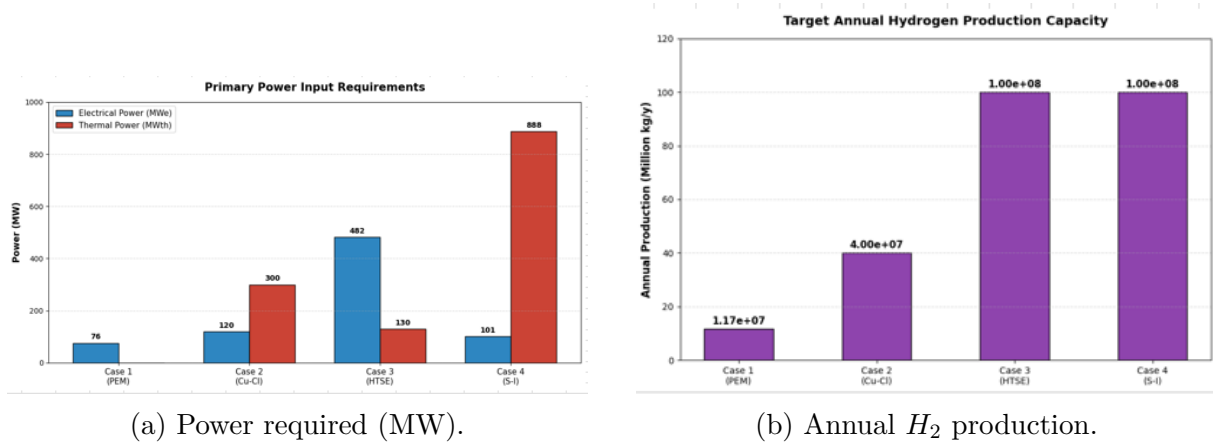 Primary Power Input Requirements
Electrical Power (MWe)
Thermal Power (MWth)
Power (MW)
1000
800
600
400
200
0
76
120
300
482
130
101
888
Case 1
(PEM)
Case 2
(Cu-Cl)
Case 3
(HTSE)
Case 4
(S-I)
(a) Power required (MW).
Target Annual Hydrogen Production Capacity
Annual Production (Million kg/y)
120
100
80
60
40
20
0
1.17e+07
4.00e+07
1.00e+08
1.00e+08
Case 1
(PEM)
Case 2
(Cu-Cl)
Case 3
(HTSE)
Case 4
(S-I)
(b) Annual H₂ production.